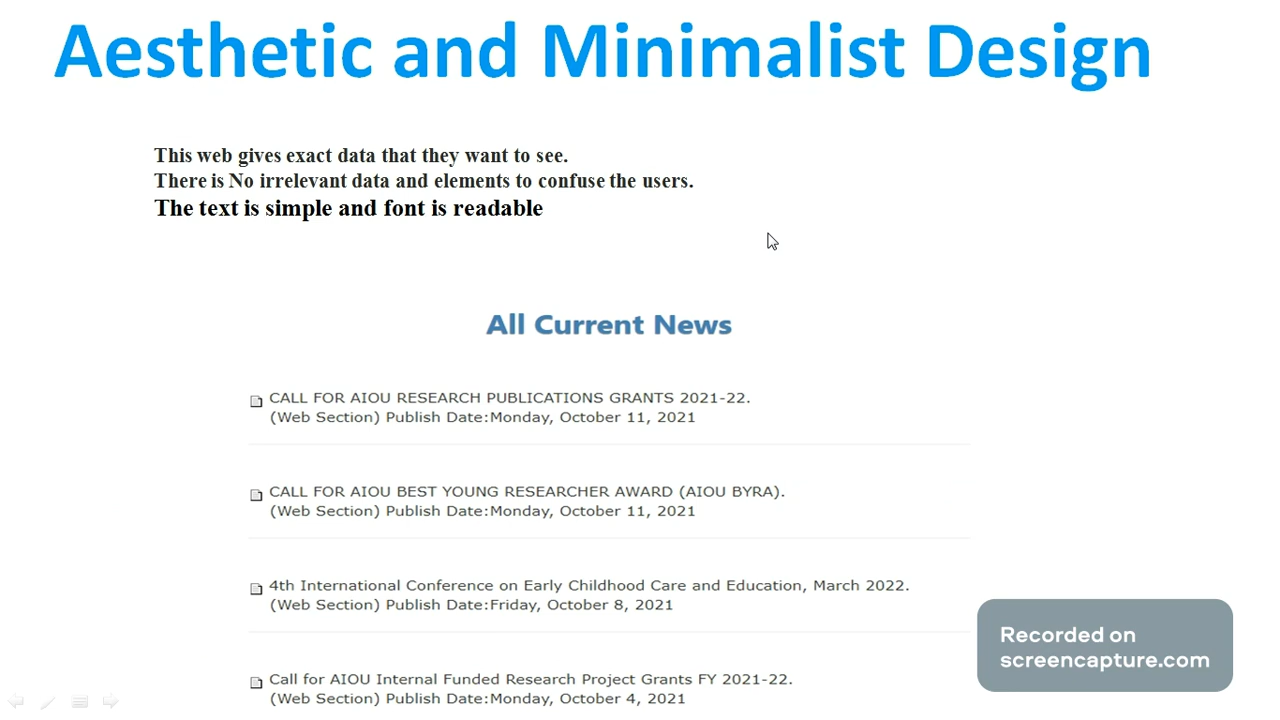 Aesthetic and Minimalist Design
This web gives exact data that they want to see.
There is No irrelevant data and elements to confuse the users.
The text is simple and font is readable
All Current News
CALL FOR AIOU RESEARCH PUBLICATIONS GRANTS 2021-22.
(Web Section) Publish Date:Monday, October 11, 2021
CALL FOR AIOU BEST YOUNG RESEARCHER AWARD (AIOU BYRA).
(Web Section) Publish Date:Monday, October 11, 2021
4th International Conference on Early Childhood Care and Education, March 2022.
(Web Section) Publish Date:Friday, October 8, 2021
Call for AIOU Internal Funded Research Project Grants FY 2021-22.
(Web Section) Publish Date:Monday, October 4, 2021
Recorded on
screencapture.com